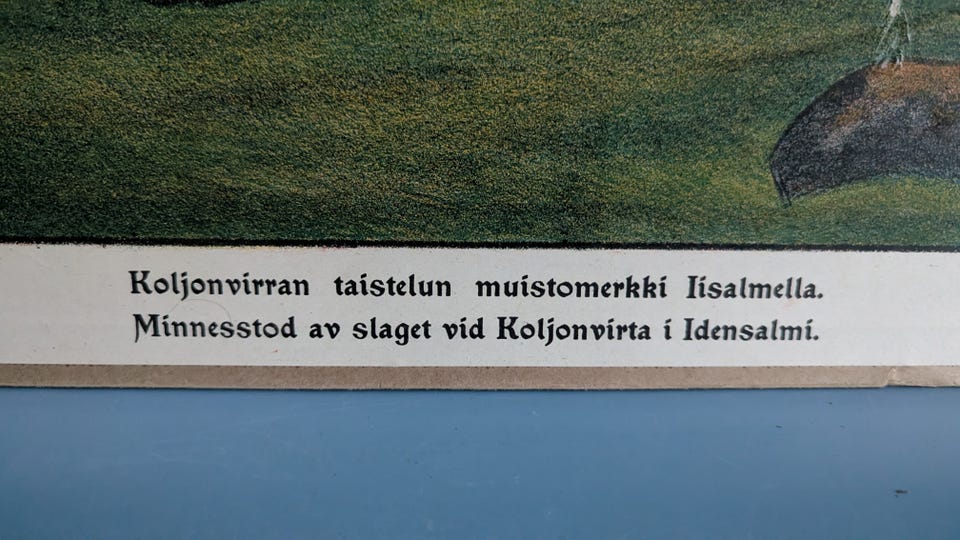 Koljonvirran taistelun muistomerkki Iisalmella.
Minnesstod av slaget vid Koljonvirta i Idensalmi.